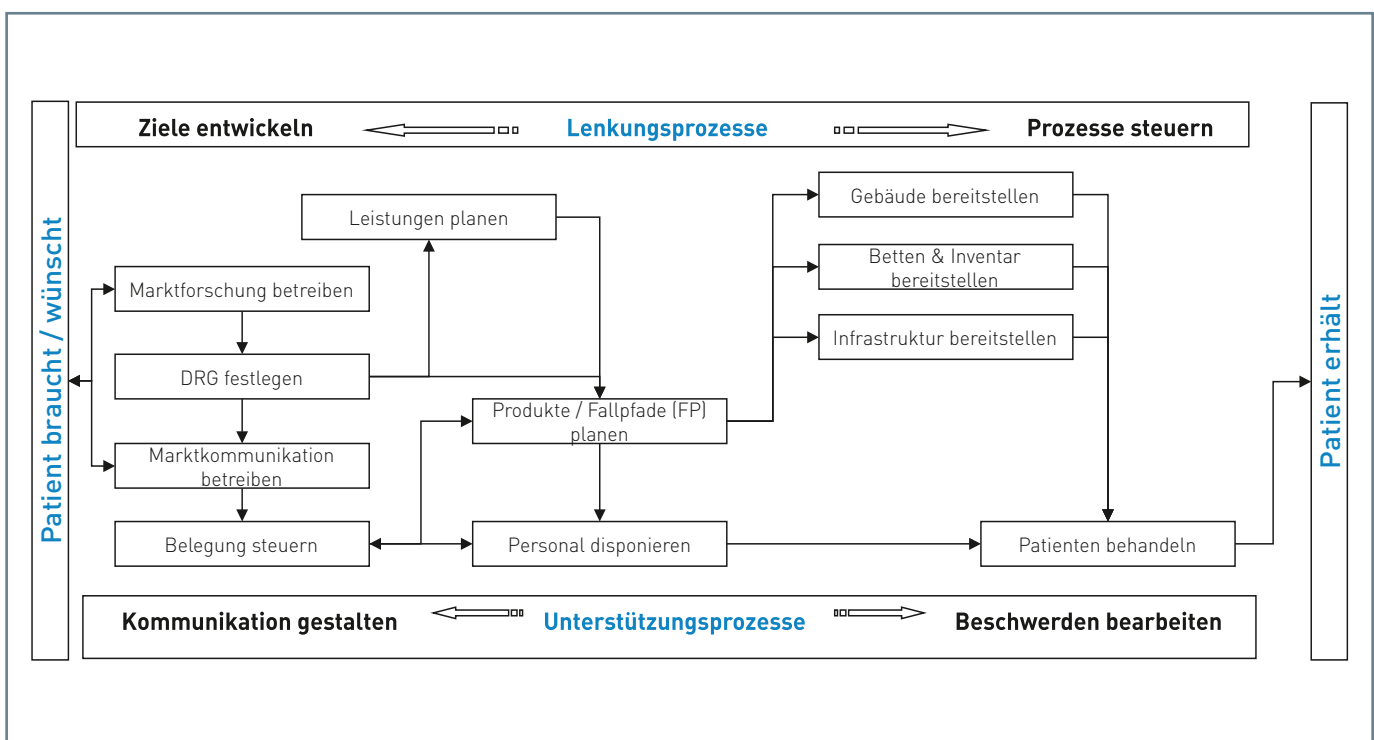 Ziele entwickeln
Lenkungsprozesse
Prozesse steuern
Patient braucht / wünscht
Leistungen planen
Marktforschung betreiben
DRG festlegen
Marktkommunikation
betreiben
Belegung steuern
Produkte / Fallpfade (FP)
planen
Personal disponieren
Gebäude bereitstellen
Betten & Inventar
bereitstellen
Infrastruktur bereitstellen
Patienten behandeln
Patient erhält
Kommunikation gestalten
Unterstützungsprozesse
Beschwerden bearbeiten